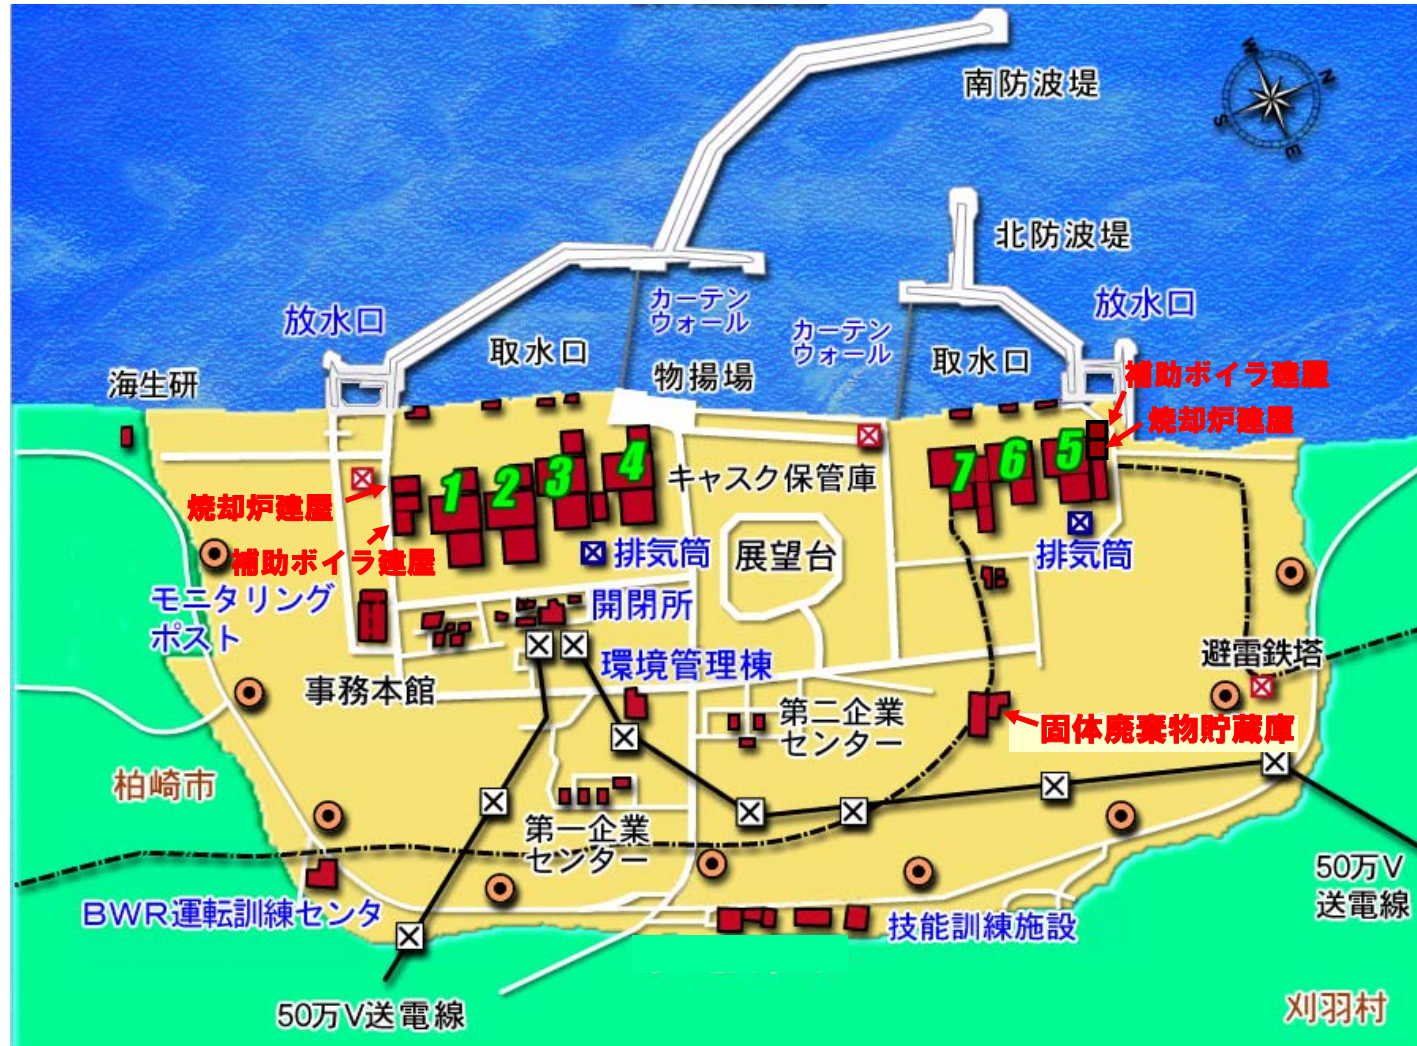 南防波堤
W
N
S
E
北防波堤
放水口
カーテン
ウォール
カーテン
ウォール
放水口
取水口
物揚場
取水口
海生研
補助ボイラ建屋
焼却炉建屋
1
2
3
4
7
6
5
キャスク保管庫
焼却炉建屋
補助ボイラ建屋
排気筒
展望台
排気筒
モニタリング
ポスト
開閉所
環境管理棟
避雷鉄塔
事務本館
第二企業
センター
固体廃棄物貯蔵庫
柏崎市
第一企業
センター
50万V
送電線
BWR運転訓練センタ
技能訓練施設
50万V送電線
刈羽村